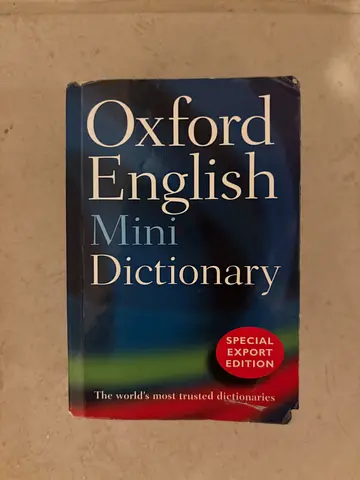 Oxford
English
Mini
Dictionary
SPECIAL
EXPORT
EDITION
The world's most trusted dictionaries